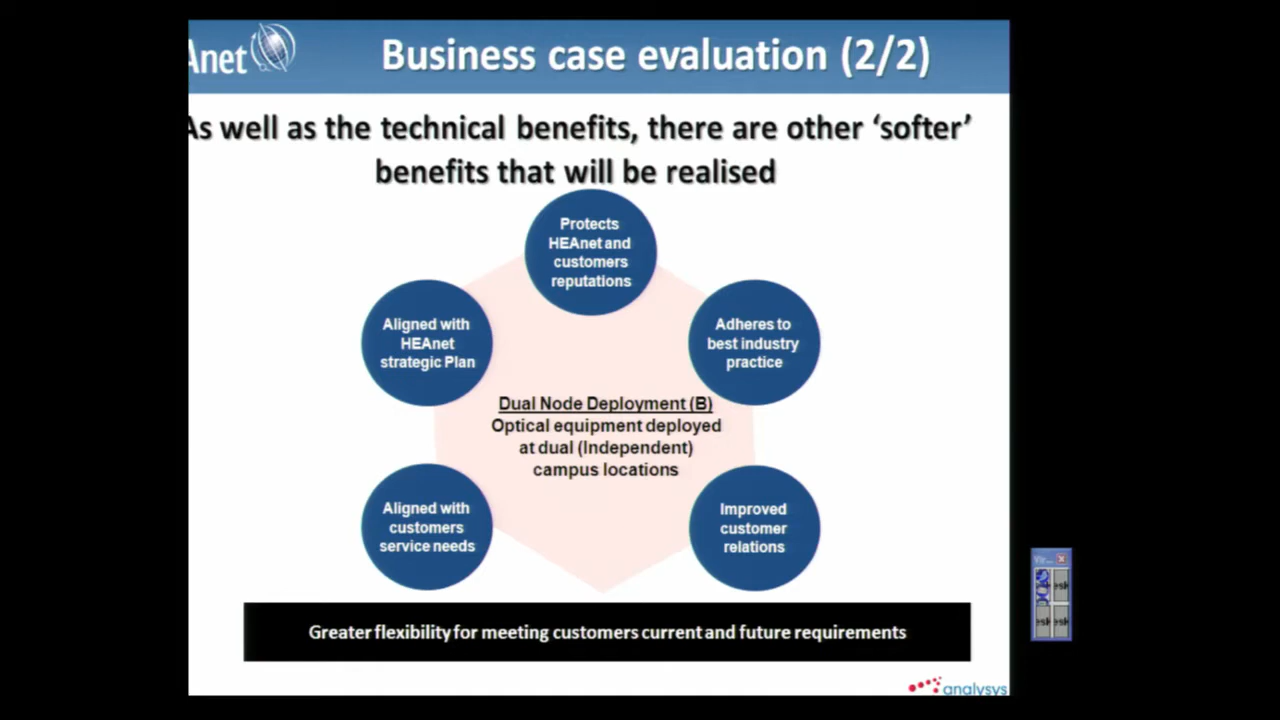 Anet
Business case evaluation (2/2)
As well as the technical benefits, there are other ‘softer’
benefits that will be realised
Protects
HEAnet and
customers
reputations
Aligned with
HEAnet
strategic Plan
Adheres to
best industry
practice
Dual Node Deployment (B)
Optical equipment deployed
at dual (Independent)
campus locations
Aligned with
customers
service needs
Improved
customer
relations
Greater flexibility for meeting customers current and future requirements
analysys